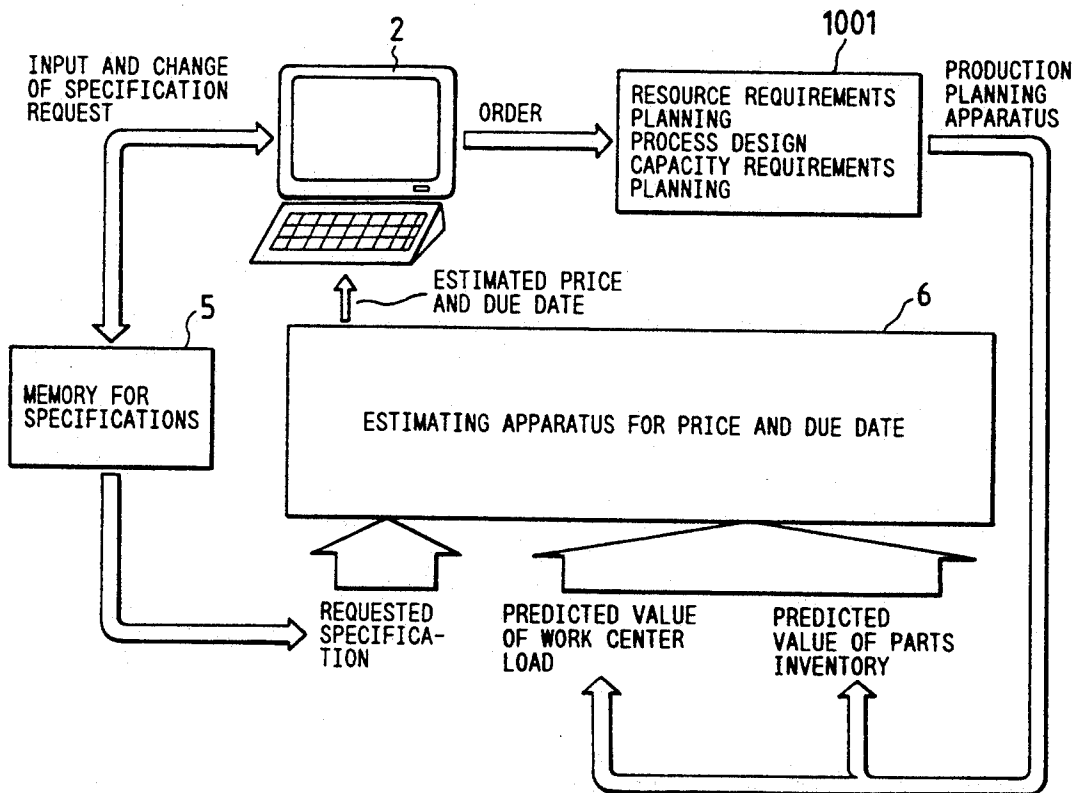 2
1001
INPUT AND CHANGE
OF SPECIFICATION
REQUEST
ORDER
RESOURCE REQUIREMENTS
PLANNING
PROCESS DESIGN
CAPACITY REQUIREMENTS
PLANNING
PRODUCTION
PLANNING
APPARATUS
ESTIMATED PRICE
AND DUE DATE
5
6
MEMORY FOR
SPECIFICATIONS
ESTIMATING APPARATUS FOR PRICE AND DUE DATE
REQUESTED
SPECIFICA-
TION
PREDICTED VALUE
OF WORK CENTER
LOAD
PREDICTED
VALUE OF PARTS
INVENTORY